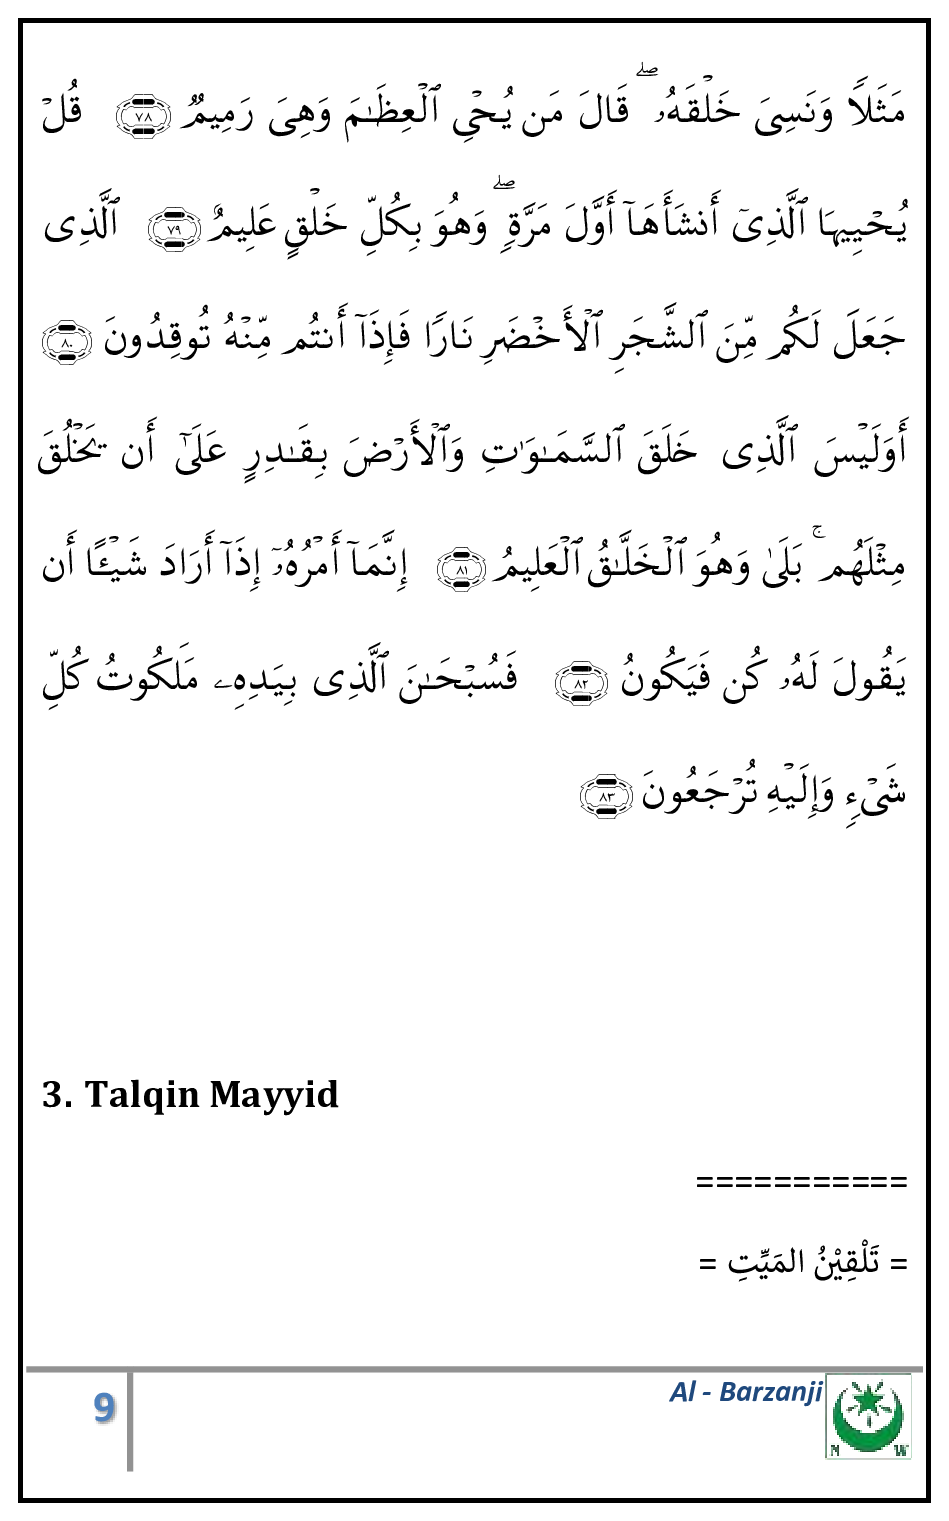 مَثَلًا وَنَسِىَ خَلْقَهُۥ ۖ قَالَ مَن يُحْىِ ٱلْعِظَـٰمَ وَهِىَ رَمِيمٌ ﴿٧٨﴾ قُلْ
يُحْيِيهَا ٱلَّذِىٓ أَنشَأَهَآ أَوَّلَ مَرَّةٍ ۖ وَهُوَ بِكُلِّ خَلْقٍ عَلِيمٌ ﴿٧٩﴾ ٱلَّذِى
جَعَلَ لَكُم مِّنَ ٱلشَّجَرِ ٱلْأَخْضَرِ نَارًا فَإِذَآ أَنتُم مِّنْهُ تُوقِدُونَ ﴿٨٠﴾
أَوَلَيْسَ ٱلَّذِى خَلَقَ ٱلسَّمَـٰوَٰتِ وَٱلْأَرْضَ بِقَـٰدِرٍ عَلَىٰٓ أَن يَخْلُقَ
مِثْلَهُم ۚ بَلَىٰ وَهُوَ ٱلْخَلَّـٰقُ ٱلْعَلِيمُ ﴿٨١﴾ إِنَّمَآ أَمْرُهُۥٓ إِذَآ أَرَادَ شَيْـًٔا أَن
يَقُولَ لَهُۥ كُن فَيَكُونُ ﴿٨٢﴾ فَسُبْحَـٰنَ ٱلَّذِى بِيَدِهِۦ مَلَكُوتُ كُلِّ
شَىْءٍ وَإِلَيْهِ تُرْجَعُونَ ﴿٨٣﴾
3. Talqin Mayyid
===========
= تَلْقِيْنُ المَيِّتِ =
9
Al - Barzanji
N W